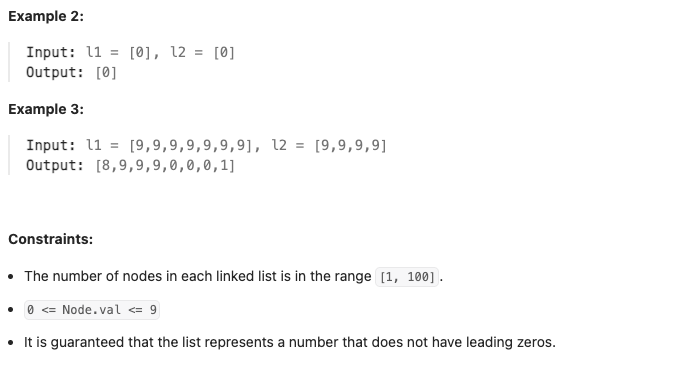 Example 2:
Input: l1 = [0], l2 = [0]
Output: [0]
Example 3:
Input: l1 = [9,9,9,9,9,9,9], l2 = [9,9,9,9]
Output: [8,9,9,9,0,0,0,1]
Constraints:
• The number of nodes in each linked list is in the range [1, 100].
• 0 <= Node.val <= 9
• It is guaranteed that the list represents a number that does not have leading zeros.